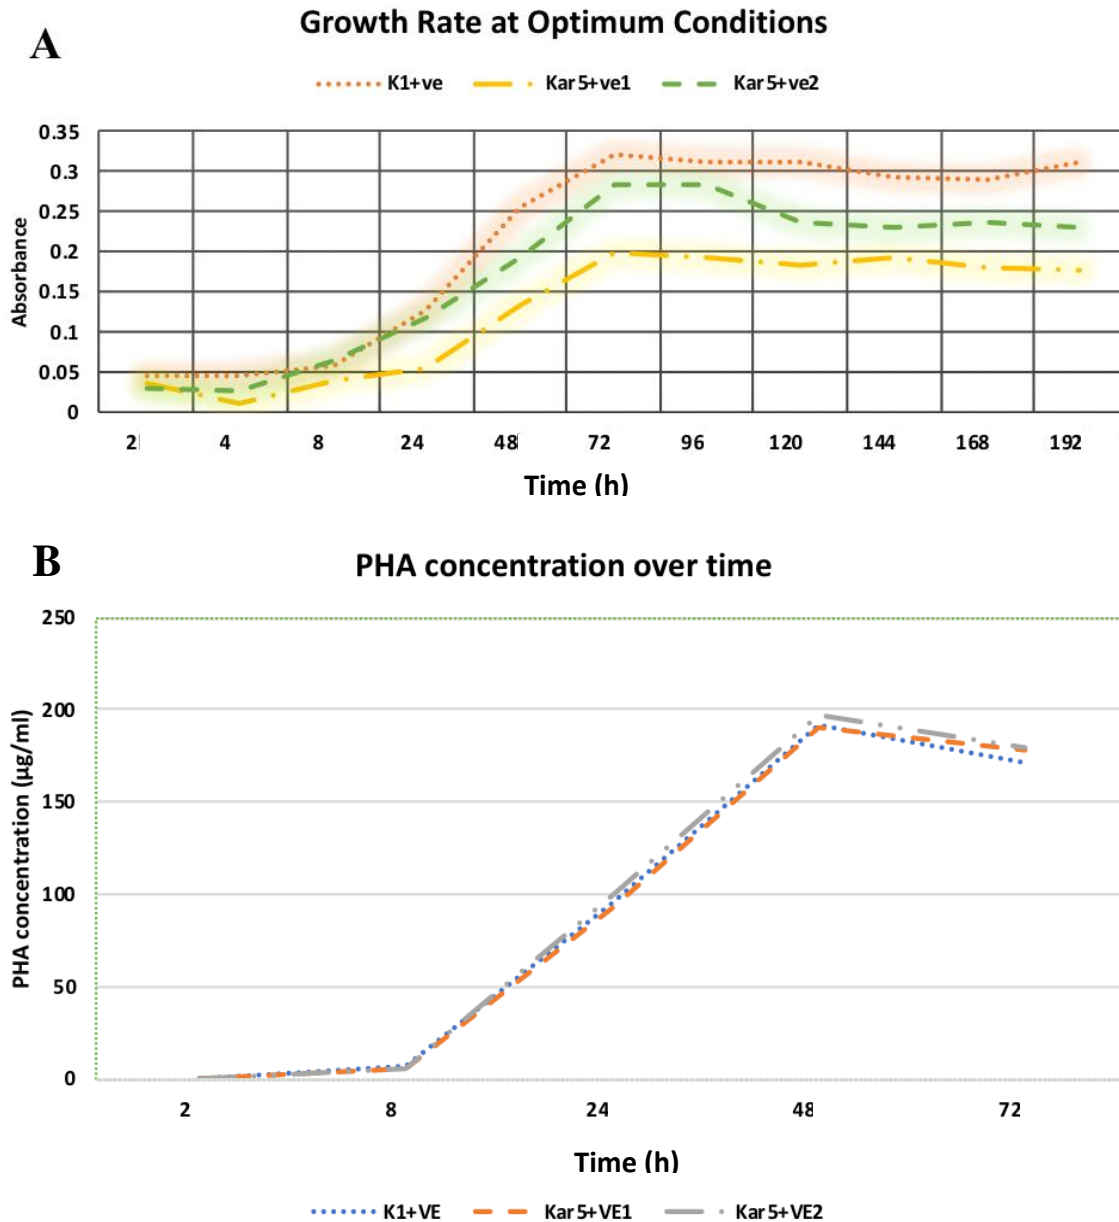 Growth Rate at Optimum Conditions
A
K1+ve Kar5+ve1 Kar5+ve2
0.35
0.3
0.25
0.2
0.15
0.1
0.05
0
Absorbance
2 4 8 24 48 72 96 120 144 168 192
Time (h)
B
PHA concentration over time
250
200
150
100
50
0
PHA concentration (µg/ml)
2 8 24 48 72
Time (h)
K1+VE Kar5+VE1 Kar5+VE2